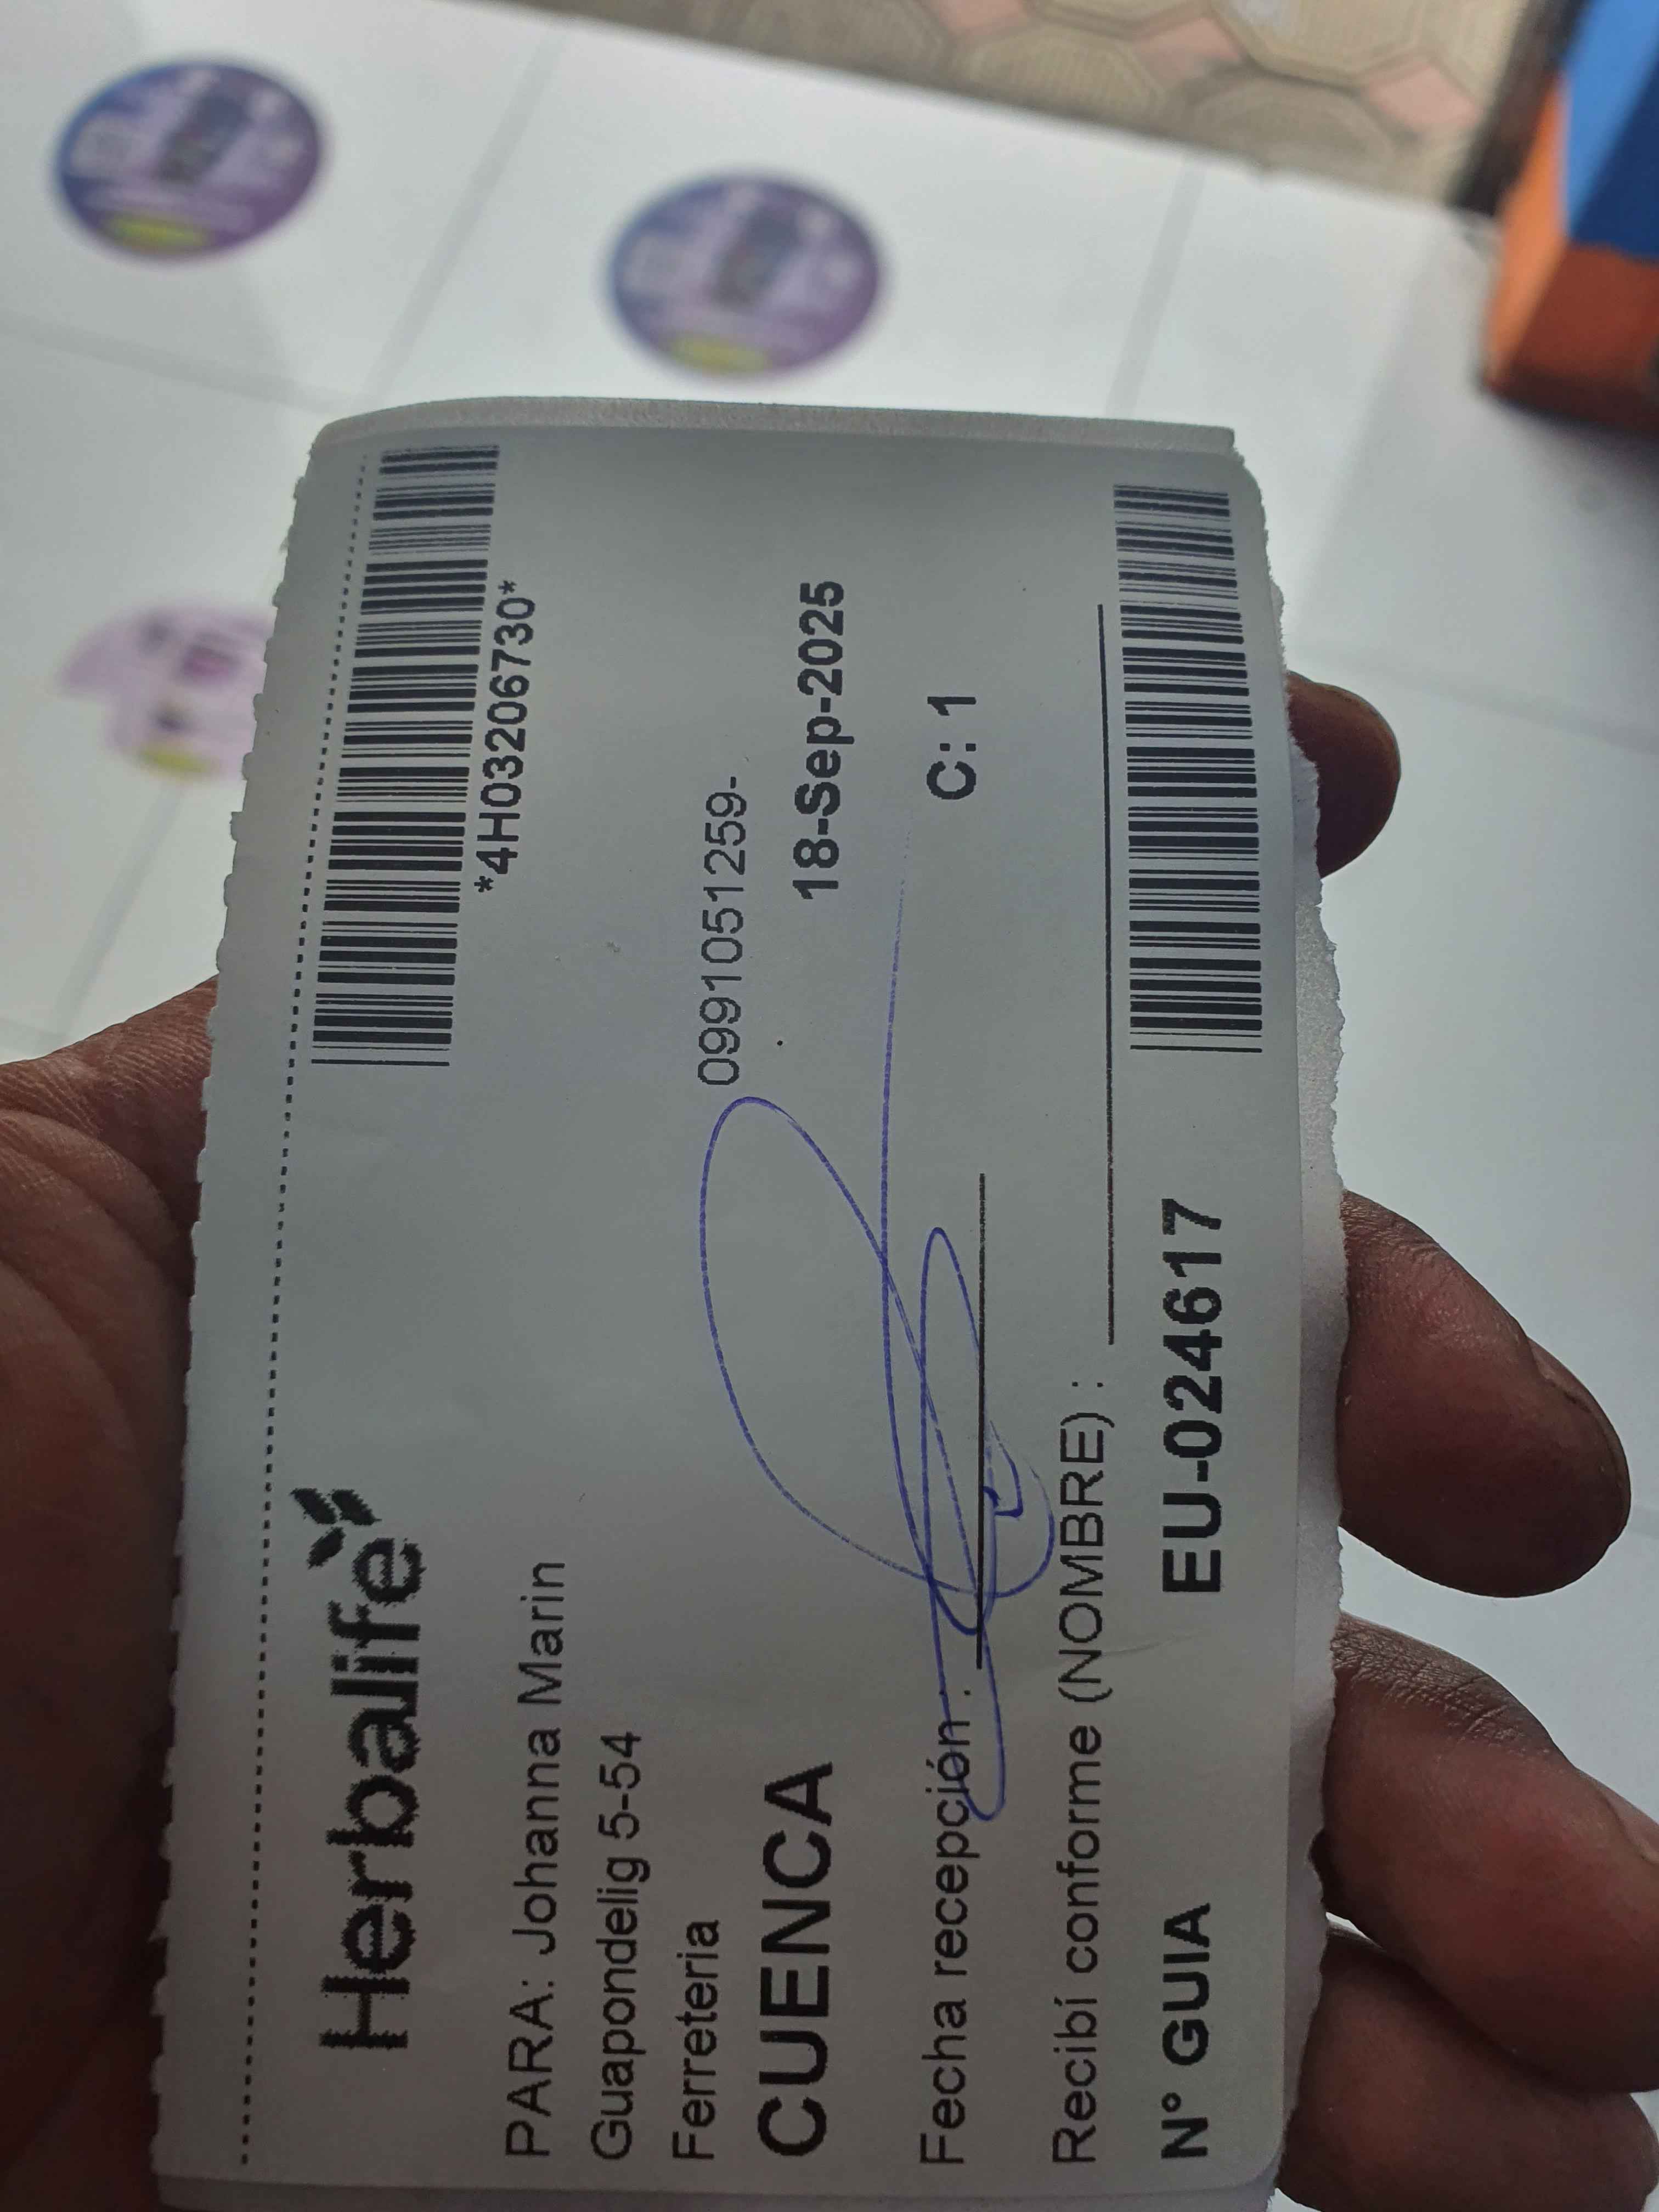 Herbalife
*4H03206730*
PARA: Johanna Marin
Guapondelig 5-54
Ferreteria
0991051259-
CUENCA
18-Sep-2025
Fecha recepción :
C: 1
Recibí conforme (NOMBRE) :
N° GUIA
EU-024617